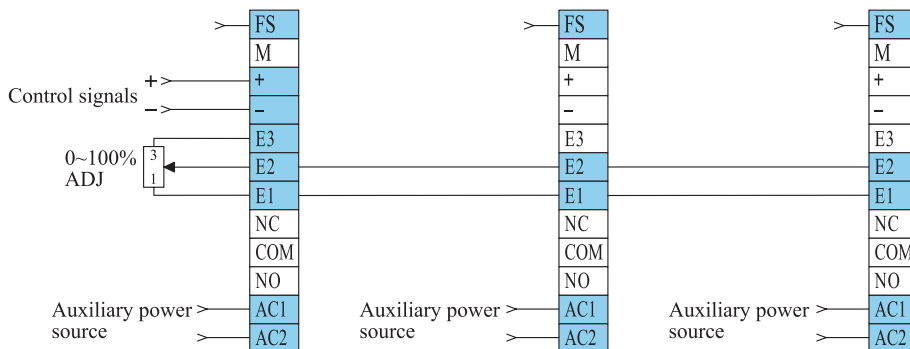 FS FS FS
M M M
+ + + +
Control signals
− − − −
E3 E3 E3
3
0~100% E2 E2 E2
ADJ
1
E1 E1 E1
NC NC NC
COM COM COM
NO NO NO
Auxiliary power AC1 Auxiliary power AC1 Auxiliary power AC1
source source source
AC2 AC2 AC2